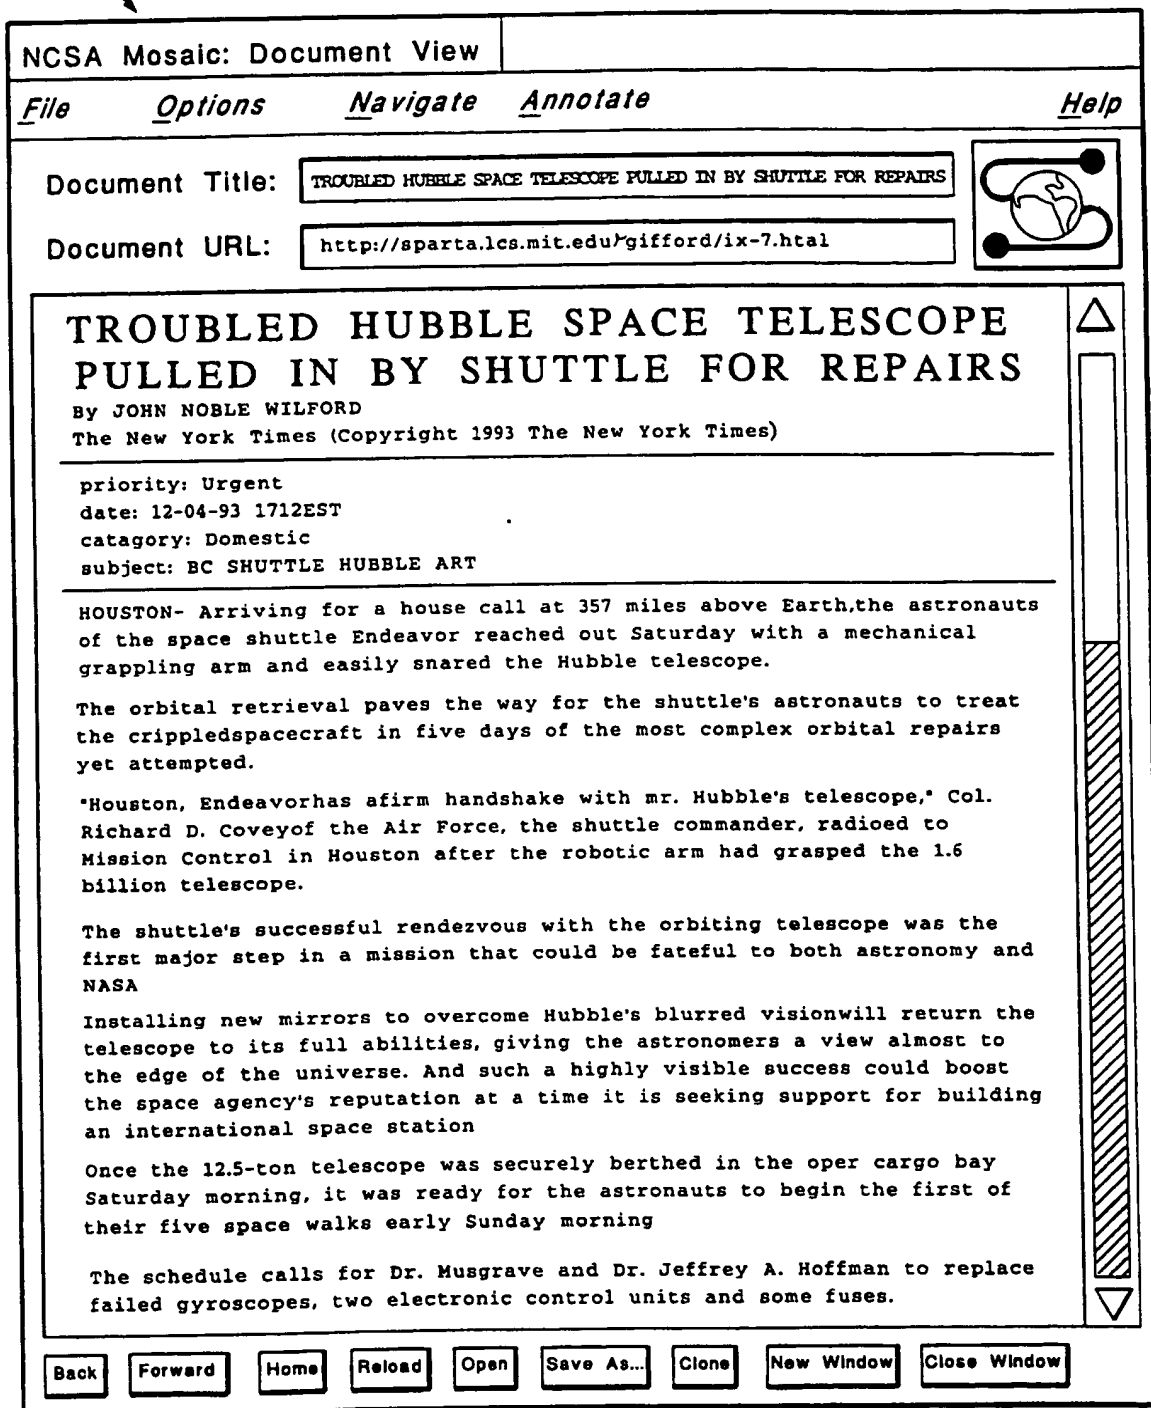 NCSA Mosaic: Document View
File Options Navigate Annotate Help
Document Title: TROUBLED HUBBLE SPACE TELESCOPE PULLED IN BY SHUTTLE FOR REPAIRS
Document URL: http://sparta.lcs.mit.edu/~gifford/ix-7.htal
TROUBLED HUBBLE SPACE TELESCOPE
PULLED IN BY SHUTTLE FOR REPAIRS
By JOHN NOBLE WILFORD
The New York Times (Copyright 1993 The New York Times)
priority: Urgent
date: 12-04-93 1712EST
catagory: Domestic
subject: BC SHUTTLE HUBBLE ART
HOUSTON- Arriving for a house call at 357 miles above Earth,the astronauts
of the space shuttle Endeavor reached out Saturday with a mechanical
grappling arm and easily snared the Hubble telescope.
The orbital retrieval paves the way for the shuttle's astronauts to treat
the crippledspacecraft in five days of the most complex orbital repairs
yet attempted.
"Houston, Endeavorhas afirm handshake with mr. Hubble's telescope," Col.
Richard D. Coveyof the Air Force, the shuttle commander, radioed to
Mission Control in Houston after the robotic arm had grasped the 1.6
billion telescope.
The shuttle's successful rendezvous with the orbiting telescope was the
first major step in a mission that could be fateful to both astronomy and
NASA
Installing new mirrors to overcome Hubble's blurred visionwill return the
telescope to its full abilities, giving the astronomers a view almost to
the edge of the universe. And such a highly visible success could boost
the space agency's reputation at a time it is seeking support for building
an international space station
Once the 12.5-ton telescope was securely berthed in the oper cargo bay
Saturday morning, it was ready for the astronauts to begin the first of
their five space walks early Sunday morning
The schedule calls for Dr. Musgrave and Dr. Jeffrey A. Hoffman to replace
failed gyroscopes, two electronic control units and some fuses.
Back Forward Home Reload Open Save As... Clone New Window Close Window